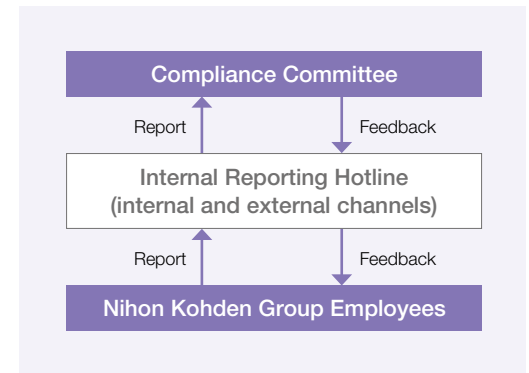 Compliance Committee
Report
Feedback
Internal Reporting Hotline
(internal and external channels)
Report
Feedback
Nihon Kohden Group Employees